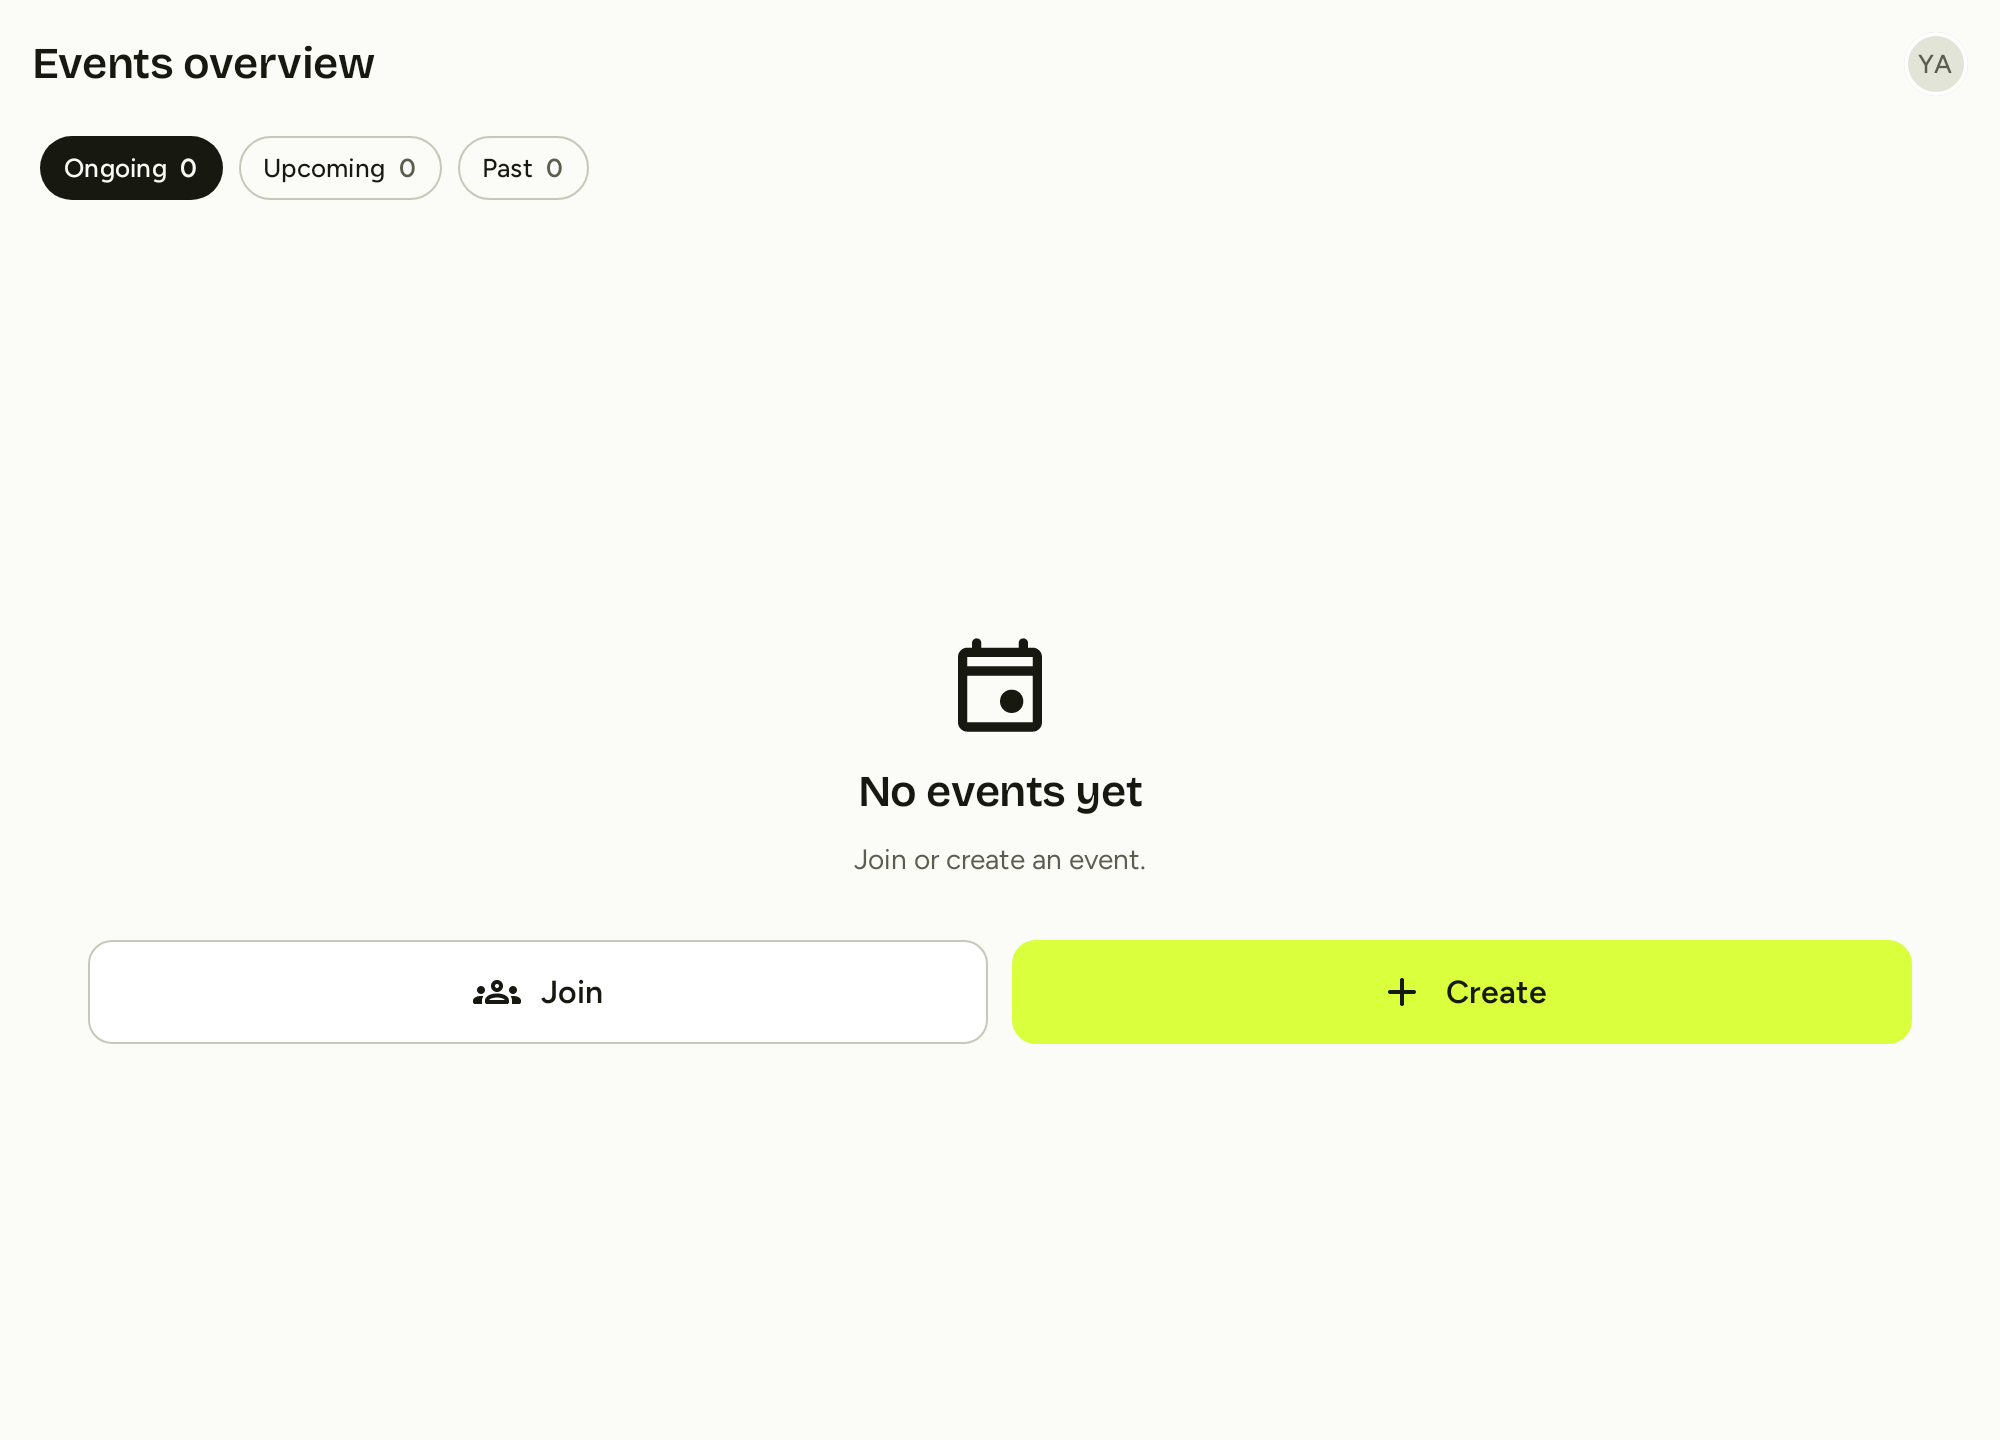 Events overview
YA
Ongoing 0
Upcoming 0
Past 0
No events yet
Join or create an event.
Join
Create